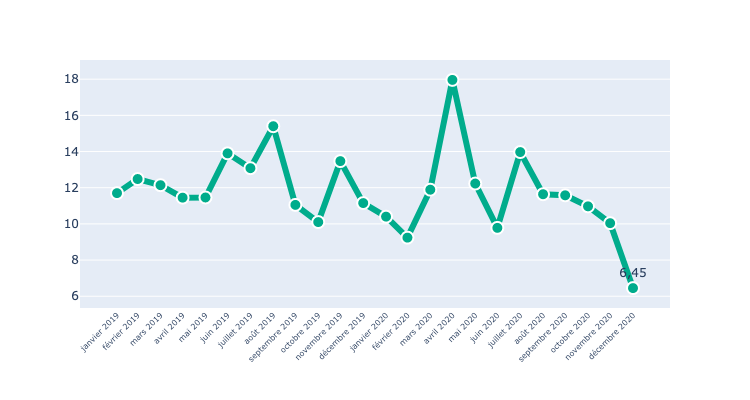 18
16
14
12
10
8
6
6.45
janvier 2019
février 2019
mars 2019
avril 2019
mai 2019
juin 2019
juillet 2019
août 2019
septembre 2019
octobre 2019
novembre 2019
décembre 2019
janvier 2020
février 2020
mars 2020
avril 2020
mai 2020
juin 2020
juillet 2020
août 2020
septembre 2020
octobre 2020
novembre 2020
décembre 2020